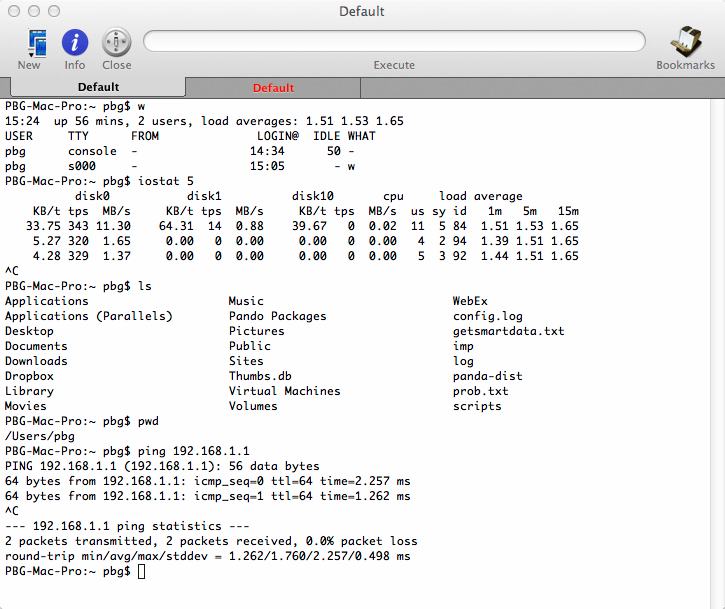 Default
New Info Close Execute Bookmarks
Default Default
PBG-Mac-Pro:~ pbg$ w
15:24  up 56 mins, 2 users, load averages: 1.51 1.53 1.65
USER     TTY      FROM              LOGIN@  IDLE WHAT
pbg      console  -                14:34      50 -
pbg      s000     -                15:05       - w
PBG-Mac-Pro:~ pbg$ iostat 5
          disk0           disk1          disk10       cpu     load average
    KB/t tps  MB/s     KB/t tps  MB/s     KB/t tps  MB/s  us sy id   1m   5m   15m
   33.75 343 11.30    64.31  14  0.88    39.67   0  0.02  11  5 84  1.51 1.53 1.65
    5.27 320  1.65     0.00   0  0.00     0.00   0  0.00   4  2 94  1.39 1.51 1.65
    4.28 329  1.37     0.00   0  0.00     0.00   0  0.00   5  3 92  1.44 1.51 1.65
^C
PBG-Mac-Pro:~ pbg$ ls
Applications                    Music                           WebEx
Applications (Parallels)        Pando Packages                  config.log
Desktop                         Pictures                        getsmartdata.txt
Documents                       Public                          imp
Downloads                       Sites                           log
Dropbox                         Thumbs.db                       panda-dist
Library                         Virtual Machines                prob.txt
Movies                          Volumes                         scripts
PBG-Mac-Pro:~ pbg$ pwd
/Users/pbg
PBG-Mac-Pro:~ pbg$ ping 192.168.1.1
PING 192.168.1.1 (192.168.1.1): 56 data bytes
64 bytes from 192.168.1.1: icmp_seq=0 ttl=64 time=2.257 ms
64 bytes from 192.168.1.1: icmp_seq=1 ttl=64 time=1.262 ms
^C
--- 192.168.1.1 ping statistics ---
2 packets transmitted, 2 packets received, 0.0% packet loss
round-trip min/avg/max/stddev = 1.262/1.760/2.257/0.498 ms
PBG-Mac-Pro:~ pbg$